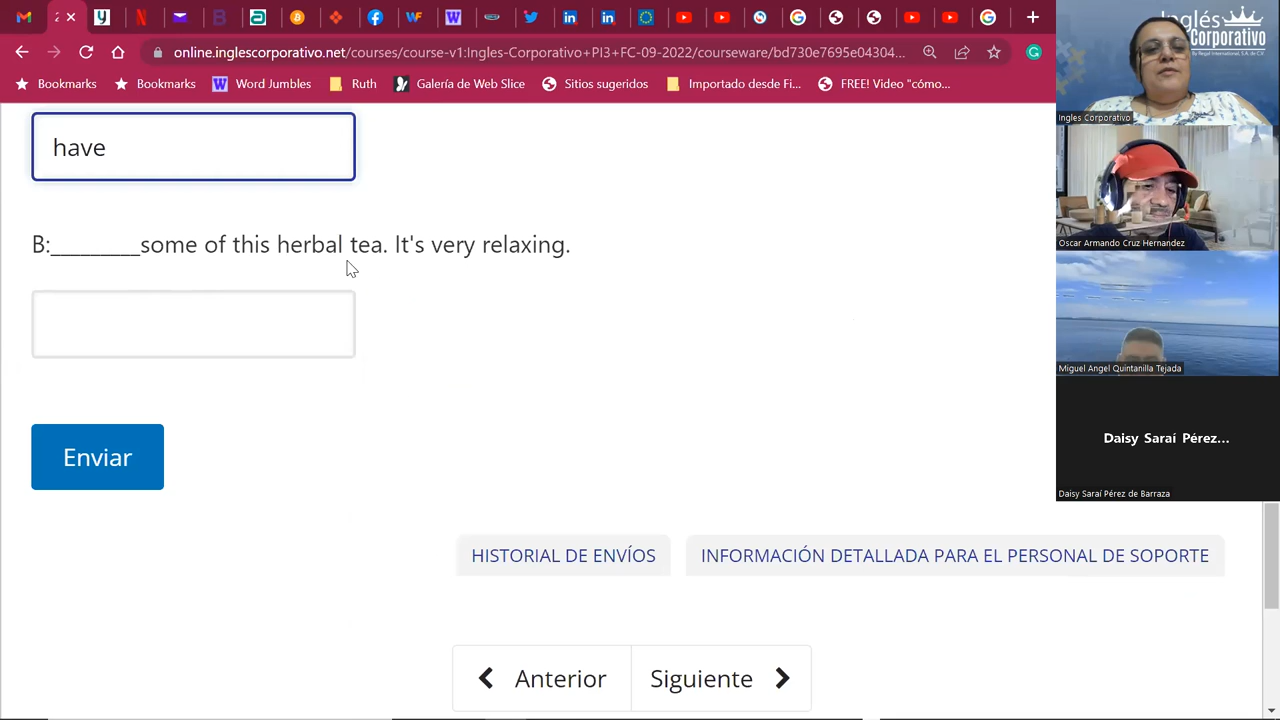 2
online.inglescorporativo.net/courses/course-v1Ingles-Corporativo+PI3+FC-09-2022/courseware/bd730e7695e04304...
Bookmarks
Bookmarks
Word Jumbles
Ruth
Galería de Web Slice
Sitios sugeridos
Importado desde Fi...
FREE! Video "cómo...
have
B:_________some of this herbal tea. It's very relaxing.
Enviar
HISTORIAL DE ENVÍOS
INFORMACIÓN DETALLADA PARA EL PERSONAL DE SOPORTE
Anterior
Siguiente
Inglés
Corporativo
Ingles Corporativo
Oscar Armando Cruz Hernandez
Miguel Angel Quintanilla Tejada
Daisy Saraí Pérez...
Daisy Saraí Pérez de Barraza